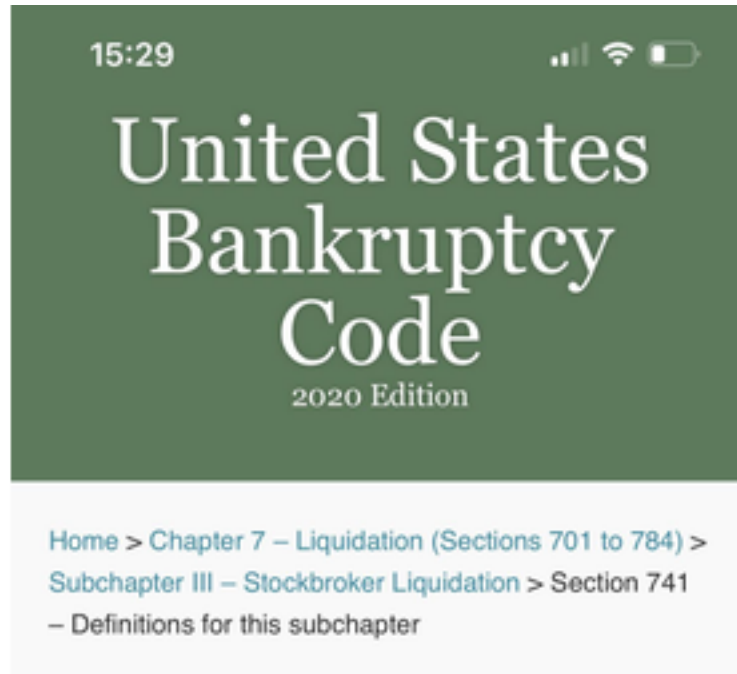 15:29
United States
Bankruptcy
Code
2020 Edition
Home > Chapter 7 – Liquidation (Sections 701 to 784) >
Subchapter III – Stockbroker Liquidation > Section 741
– Definitions for this subchapter